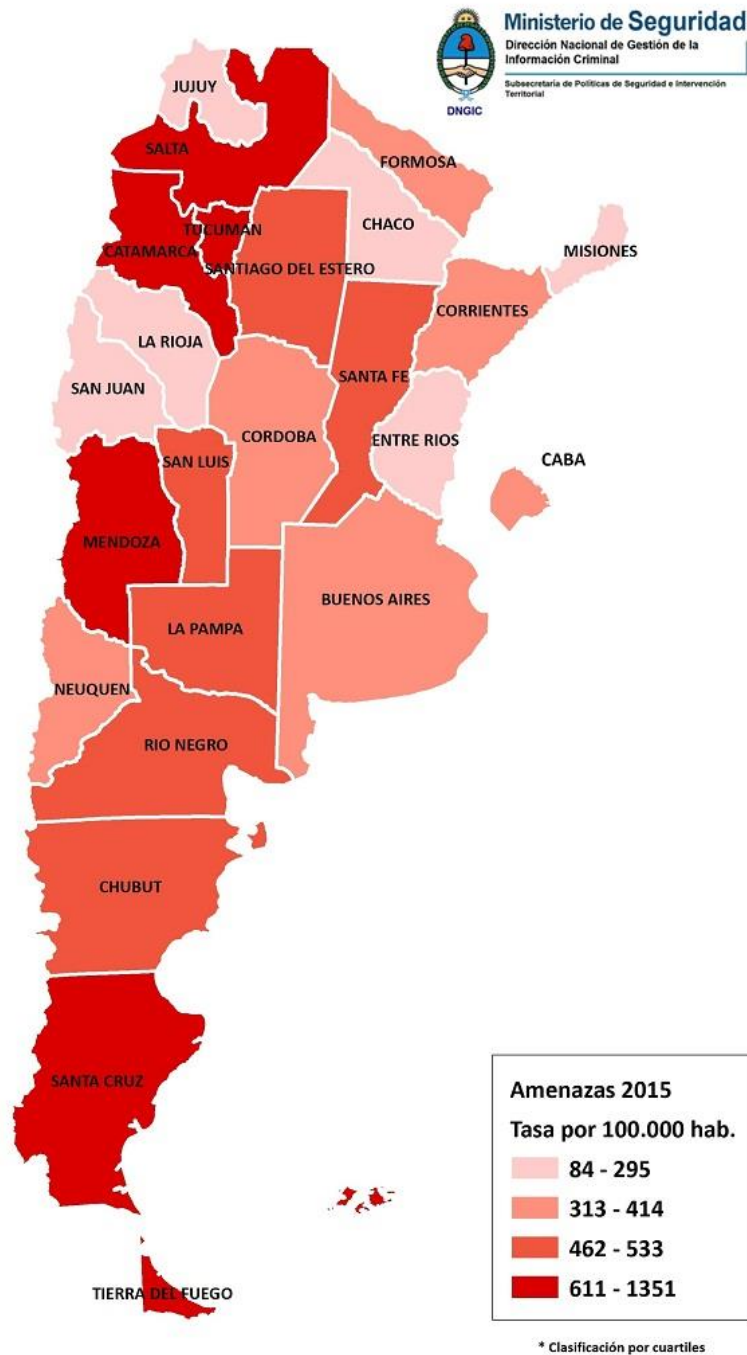 Ministerio de Seguridad
Dirección Nacional de Gestión de la
Información Criminal
Subsecretaría de Políticas de Seguridad e Intervención
Territorial
DNGIC
JUJUY
SALTA
FORMOSA
CHACO
TUCUMAN
CATAMARCA
SANTIAGO DEL ESTERO
MISIONES
CORRIENTES
LA RIOJA
SANTA FE
SAN JUAN
CORDOBA
ENTRE RIOS
SAN LUIS
CABA
MENDOZA
BUENOS AIRES
LA PAMPA
NEUQUEN
RIO NEGRO
CHUBUT
SANTA CRUZ
TIERRA DEL FUEGO
Amenazas 2015
Tasa por 100.000 hab.
84 - 295
313 - 414
462 - 533
611 - 1351
* Clasificación por cuartiles